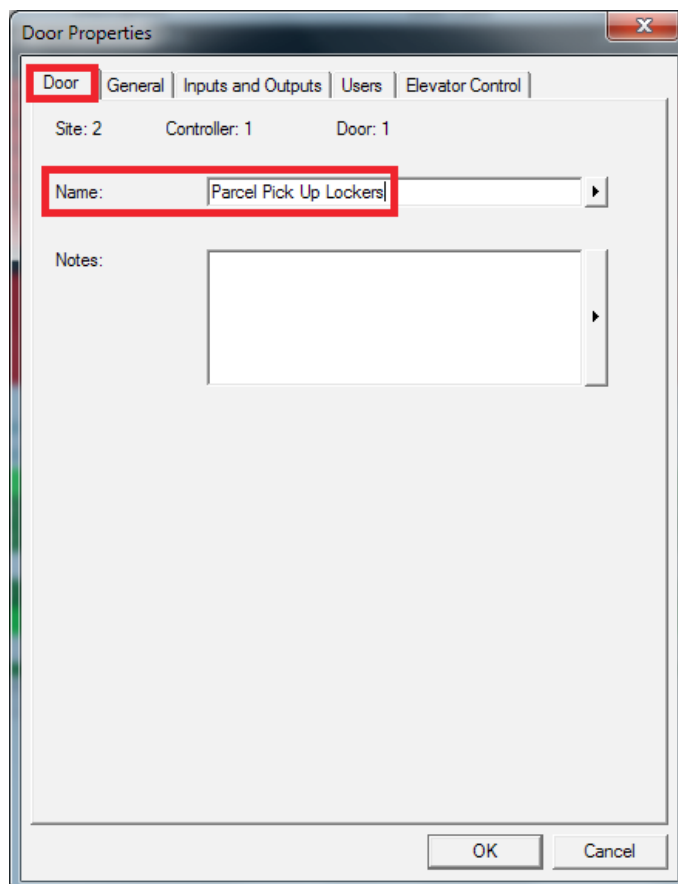 Door Properties
Door General Inputs and Outputs Users Elevator Control
Site: 2 Controller: 1 Door: 1
Name: Parcel Pick Up Lockers
Notes:
OK Cancel